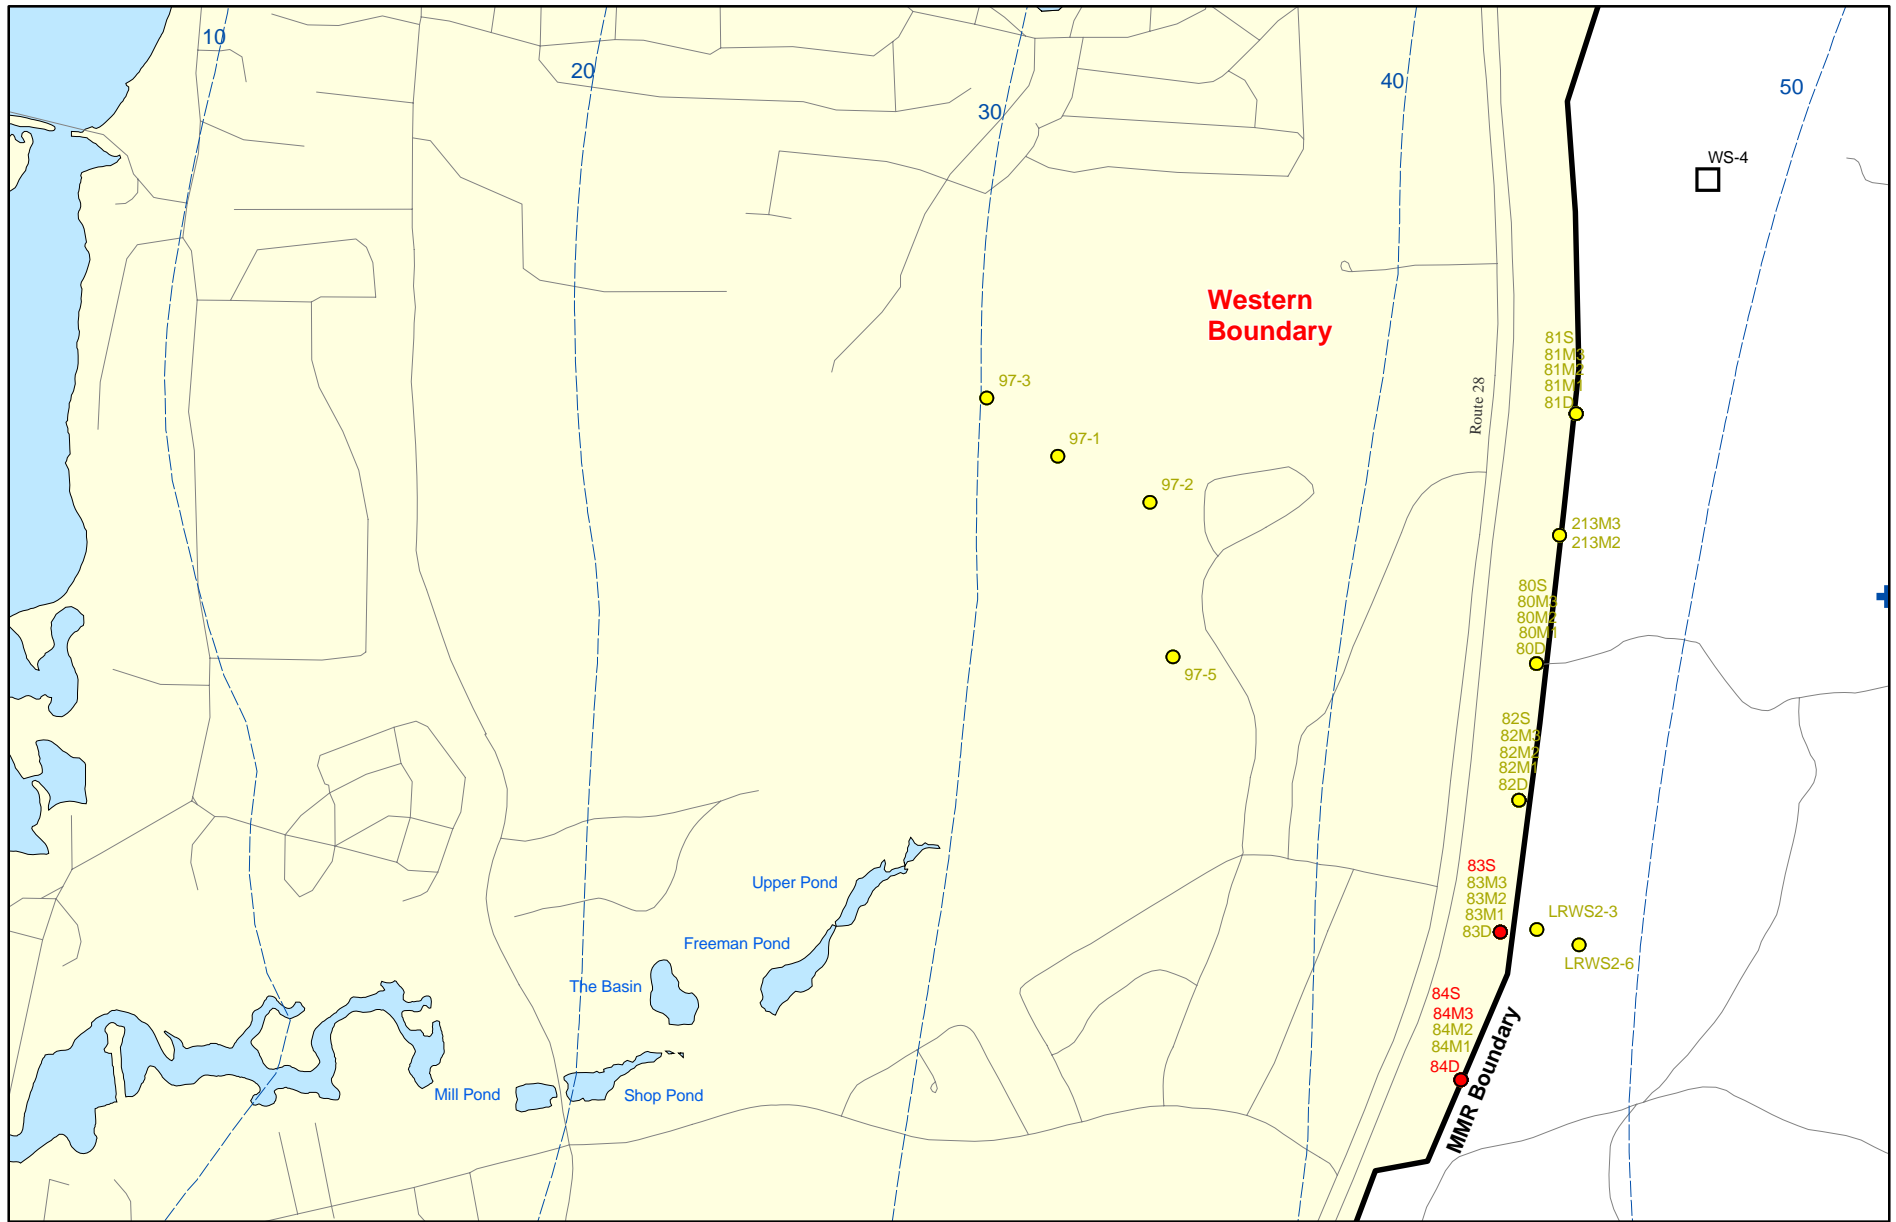 10
20
30
40
50
WS-4
Western
Boundary
Route 28
81S
81M3
81M2
81M1
81D
97-3
97-1
97-2
213M3
213M2
80S
80M3
80M2
80M1
80D
97-5
82S
82M3
82M2
82M1
82D
83S
83M3
83M2
83M1
83D
LRWS2-3
LRWS2-6
Upper Pond
Freeman Pond
The Basin
84S
84M3
84M2
84M1
84D
MMR Boundary
Mill Pond
Shop Pond